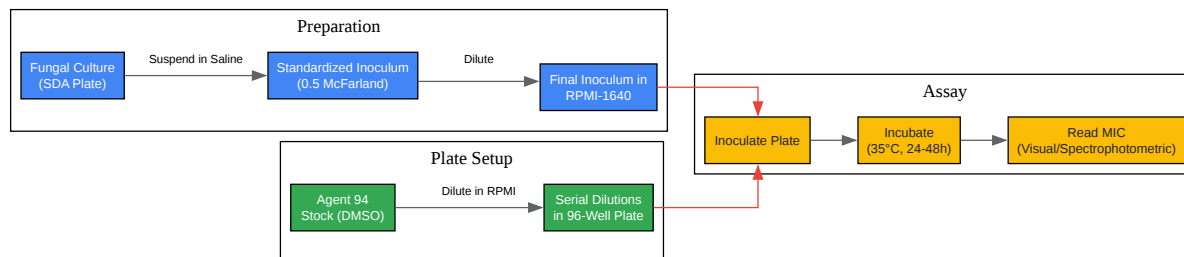 Preparation
Fungal Culture
(SDA Plate)
Suspend in Saline
Standardized Inoculum
(0.5 McFarland)
Dilute
Final Inoculum in
RPMI-1640
Plate Setup
Agent 94
Stock (DMSO)
Dilute in RPMI
Serial Dilutions
in 96-Well Plate
Assay
Inoculate Plate
Incubate
(35°C, 24-48h)
Read MIC
(Visual/Spectrophotometric)